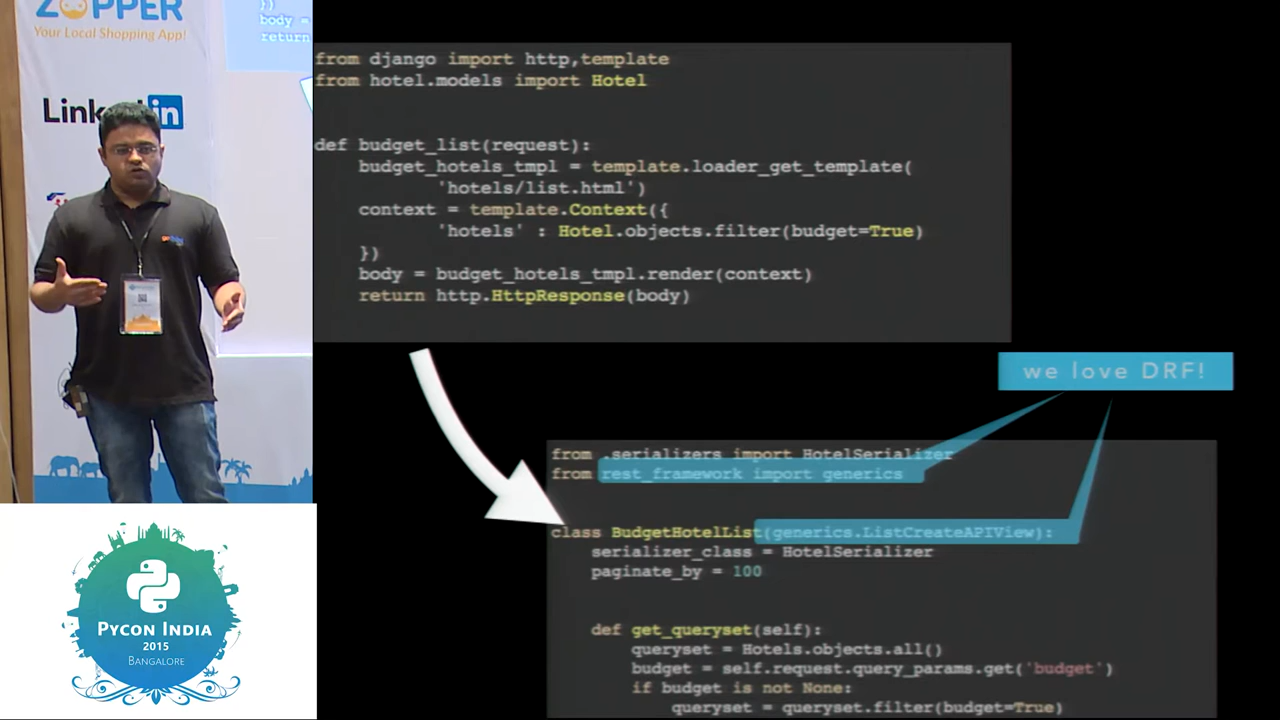 ZOPPER
Your Local Shopping App!
})
body =
return
LinkedIn
from django import http,template
from hotel.models import Hotel
def budget_list(request):
budget_hotels_tmpl = template.loader_get_template(
'hotels/list.html')
context = template.Context({
'hotels' : Hotel.objects.filter(budget=True)
})
body = budget_hotels_tmpl.render(context)
return http.HttpResponse(body)
we love DRF!
from .serializers import HotelSerializer
from rest_framework import generics
class BudgetHotelList(generics.ListCreateAPIView):
serializer_class = HotelSerializer
paginate_by = 100
def get_queryset(self):
queryset = Hotels.objects.all()
budget = self.request.query_params.get('budget')
if budget is not None:
queryset = queryset.filter(budget=True)
PYCON INDIA
2015
BANGALORE